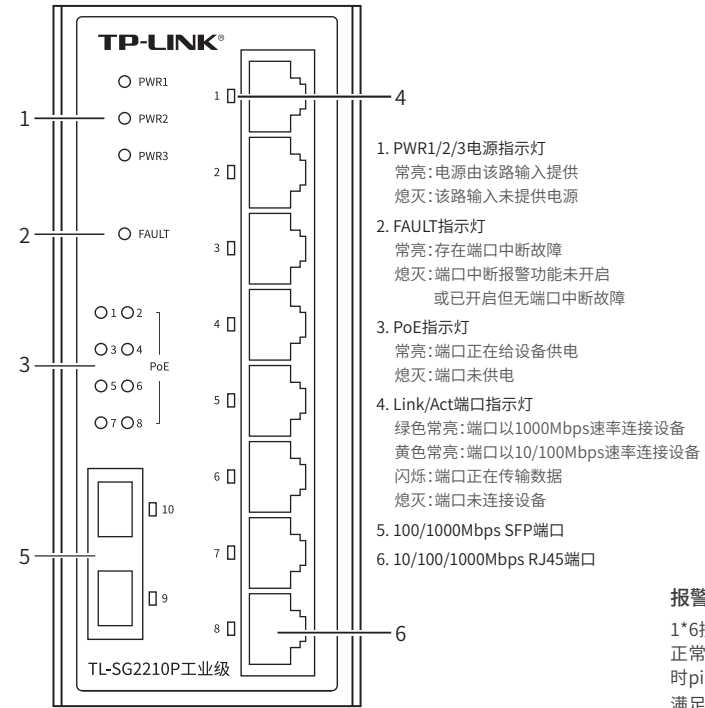 TP-LINK®
PWR1
PWR2
PWR3
FAULT
1 2
3 4
PoE
5 6
7 8
10
9
1
2
3
4
5
6
7
8
TL-SG2210P工业级
1
2
3
5
4
6
1. PWR1/2/3电源指示灯
常亮：电源由该路输入提供
熄灭：该路输入未提供电源
2. FAULT指示灯
常亮：存在端口中断故障
熄灭：端口中断报警功能未开启
或已开启但无端口中断故障
3. PoE指示灯
常亮：端口正在给设备供电
熄灭：端口未供电
4. Link/Act端口指示灯
绿色常亮：端口以1000Mbps速率连接设备
黄色常亮：端口以10/100Mbps速率连接设备
闪烁：端口正在传输数据
熄灭：端口未连接设备
5. 100/1000Mbps SFP端口
6. 10/100/1000Mbps RJ45端口
报警
1*6
正常
时pi
满足